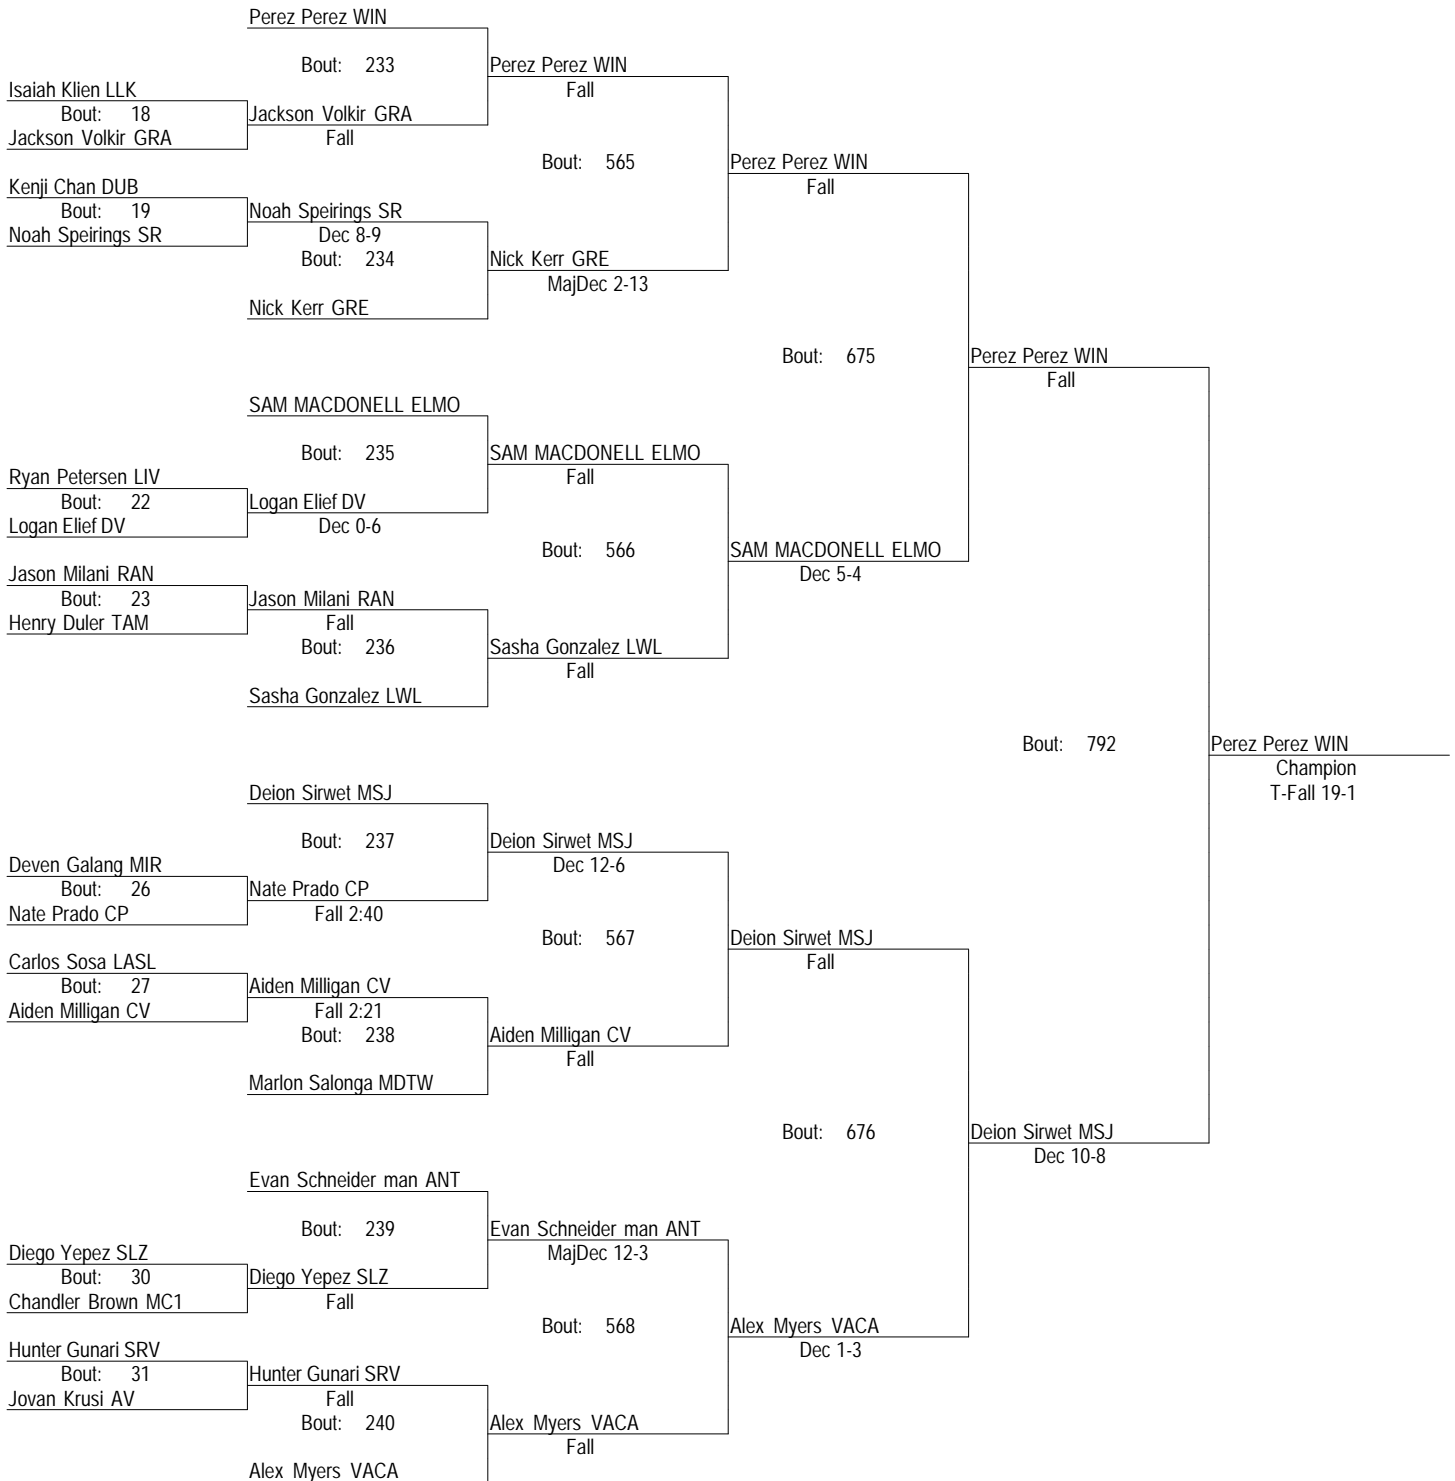 Perez Perez WIN
Bout: 233
Perez Perez WIN
Fall
Isaiah Klien LLK
Bout: 18
Jackson Volkir GRA
Jackson Volkir GRA
Fall
Bout: 565
Perez Perez WIN
Fall
Kenji Chan DUB
Bout: 19
Noah Speirings SR
Noah Speirings SR
Dec 8-9
Bout: 234
Nick Kerr GRE
MajDec 2-13
Nick Kerr GRE
Bout: 675
Perez Perez WIN
Fall
SAM MACDONELL ELMO
Bout: 235
SAM MACDONELL ELMO
Fall
Ryan Petersen LIV
Bout: 22
Logan Elief DV
Logan Elief DV
Dec 0-6
Bout: 566
SAM MACDONELL ELMO
Dec 5-4
Jason Milani RAN
Bout: 23
Henry Duler TAM
Jason Milani RAN
Fall
Bout: 236
Sasha Gonzalez LWL
Fall
Sasha Gonzalez LWL
Bout: 792
Perez Perez WIN
Champion
T-Fall 19-1
Deion Sirwet MSJ
Bout: 237
Deion Sirwet MSJ
Dec 12-6
Deven Galang MIR
Bout: 26
Nate Prado CP
Nate Prado CP
Fall 2:40
Bout: 567
Deion Sirwet MSJ
Fall
Carlos Sosa LASL
Bout: 27
Aiden Milligan CV
Aiden Milligan CV
Fall 2:21
Bout: 238
Aiden Milligan CV
Fall
Marlon Salonga MDTW
Bout: 676
Deion Sirwet MSJ
Dec 10-8
Evan Schneider man ANT
Bout: 239
Evan Schneider man ANT
MajDec 12-3
Diego Yepez SLZ
Bout: 30
Chandler Brown MC1
Diego Yepez SLZ
Fall
Bout: 568
Alex Myers VACA
Dec 1-3
Hunter Gunari SRV
Bout: 31
Jovan Krusi AV
Hunter Gunari SRV
Fall
Bout: 240
Alex Myers VACA
Fall
Alex Myers VACA